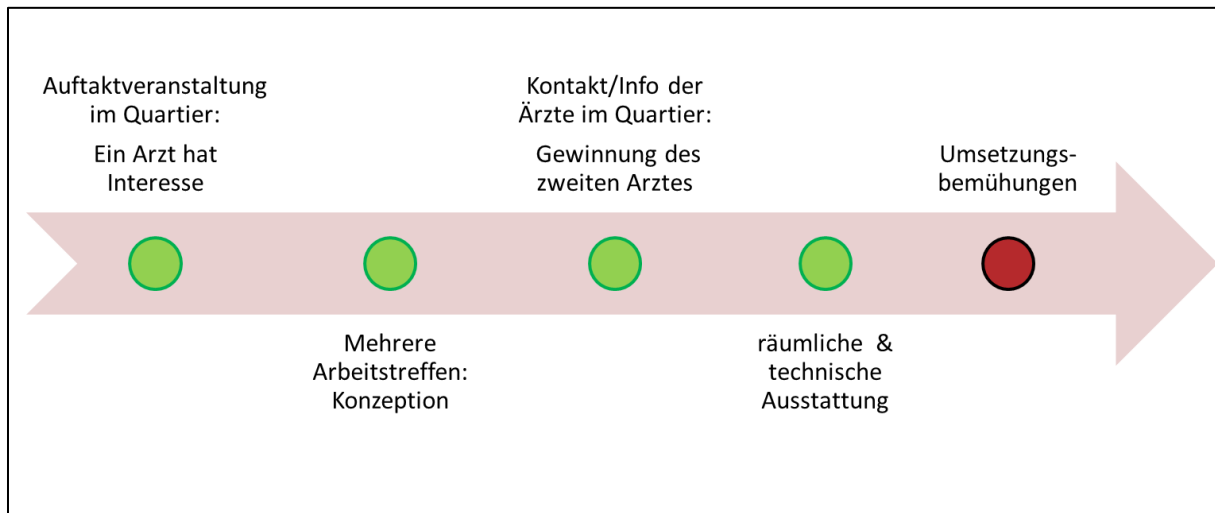 Auftaktveranstaltung
im Quartier:
Ein Arzt hat
Interesse
Mehrere
Arbeitstreffen:
Konzeption
Kontakt/Info der
Ärzte im Quartier:
Gewinnung des
zweiten Arztes
räumliche &
technische
Ausstattung
Umsetzungs-
bemühungen